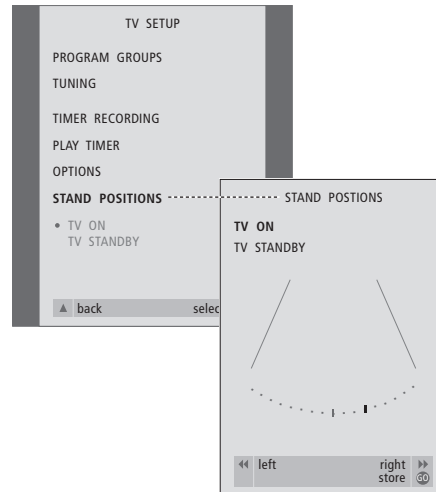 TV SETUP
PROGRAM GROUPS
TUNING
TIMER RECORDING
PLAY TIMER
OPTIONS
STAND POSITIONS
• TV ON
TV STANDBY
▲ back selec
STAND POSTIONS
TV ON
TV STANDBY
left right
store GO